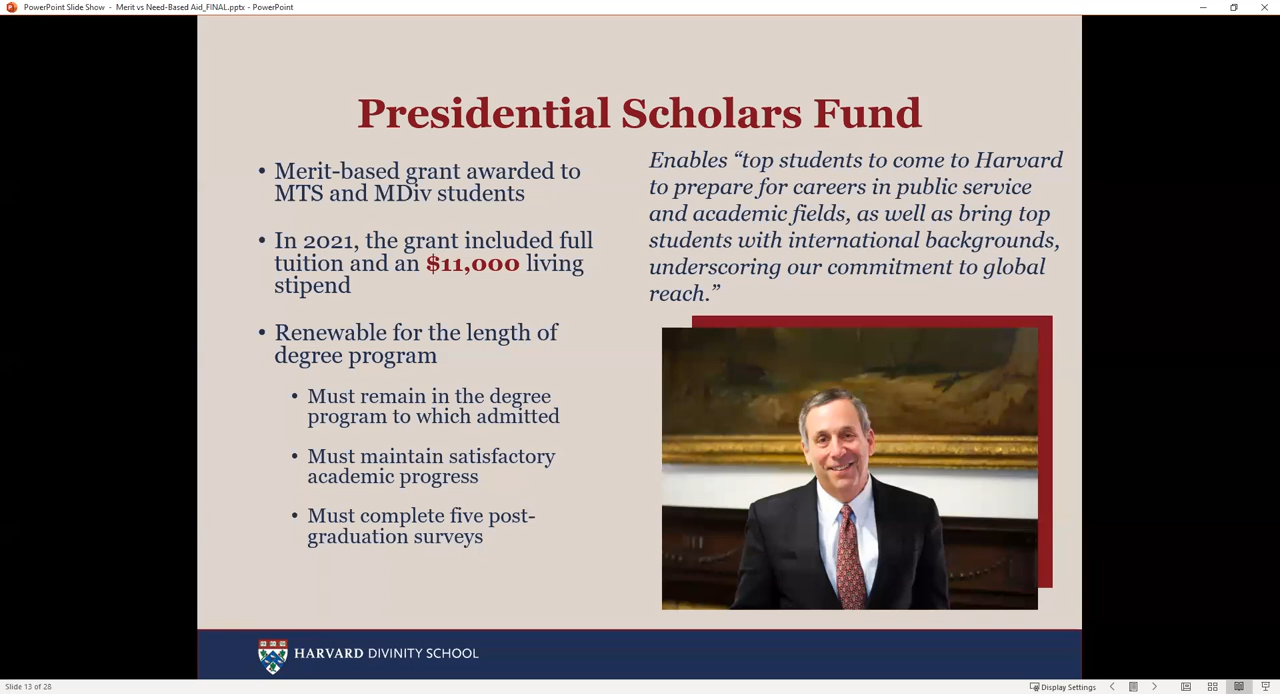 PowerPoint Slide Show - Merit vs Need-Based Aid_FINAL.pptx - PowerPoint
Presidential Scholars Fund
• Merit-based grant awarded to
MTS and MDiv students
• In 2021, the grant included full
tuition and an $11,000 living
stipend
• Renewable for the length of
degree program
• Must remain in the degree
program to which admitted
• Must maintain satisfactory
academic progress
• Must complete five post-
graduation surveys
Enables “top students to come to Harvard
to prepare for careers in public service
and academic fields, as well as bring top
students with international backgrounds,
underscoring our commitment to global
reach.”
HARVARD DIVINITY SCHOOL
Slide 13 of 28
Display Settings